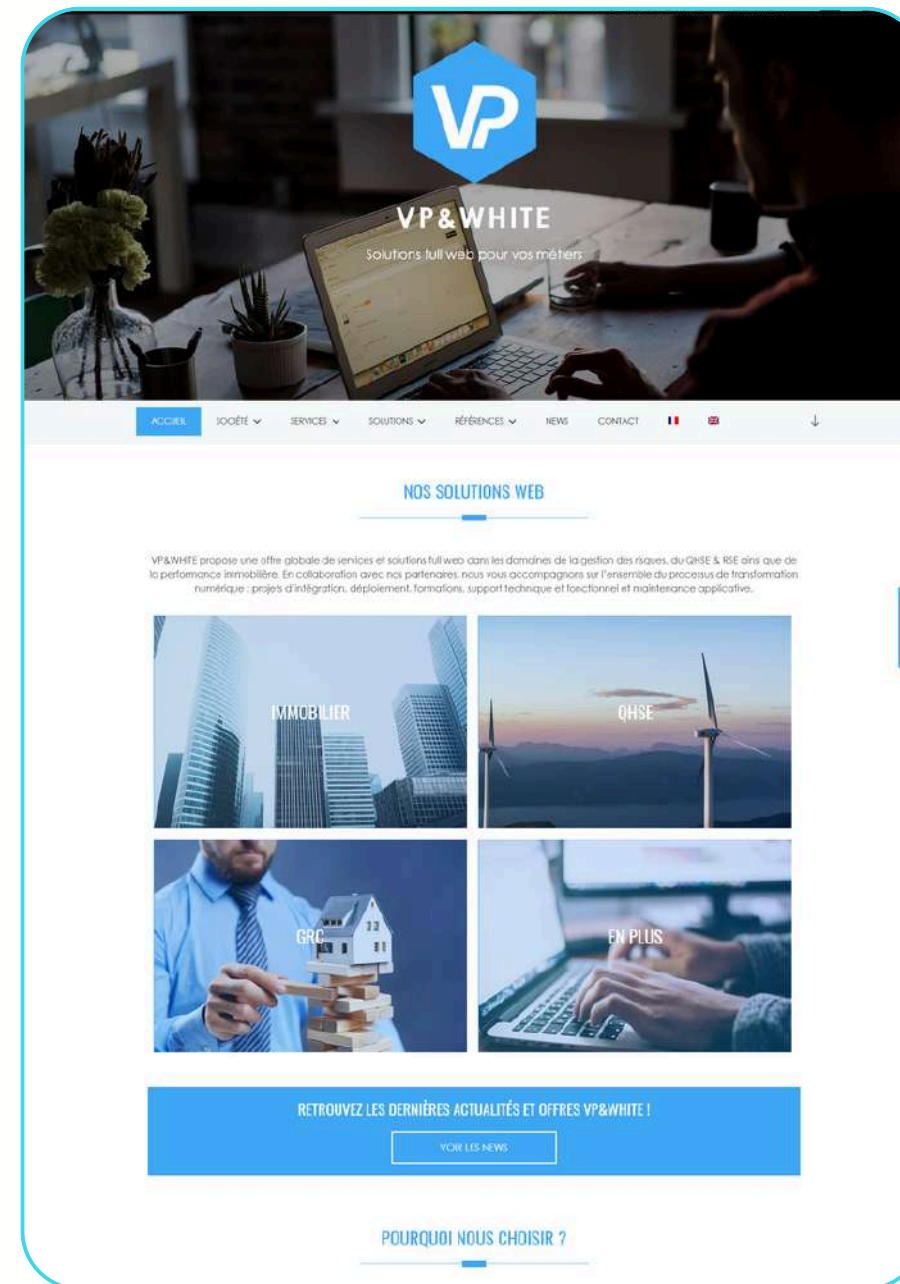 VP
VP&WHITE
Solutions full web pour vos métiers
ACCUEIL SOCIÉTÉ SERVICES SOLUTIONS RÉFÉRENCES NEWS CONTACT
NOS SOLUTIONS WEB
VP&WHITE propose une offre globale de services et solutions full web dans les domaines de la gestion des risques, du QHSE & RSE ains que de
la performance immobilière. En collaboration avec nos partenaires, nous vous accompagnons sur l'ensemble du processus de transformation
numérique : projets d'intégration, déploiement, formations, support technique et fonctionnel et maintenance applicative.
IMMOBILIER
QHSE
GRC
EN PLUS
RETROUVEZ LES DERNIÈRES ACTUALITÉS ET OFFRES VP&WHITE !
VOIR LES NEWS
POURQUOI NOUS CHOISIR ?